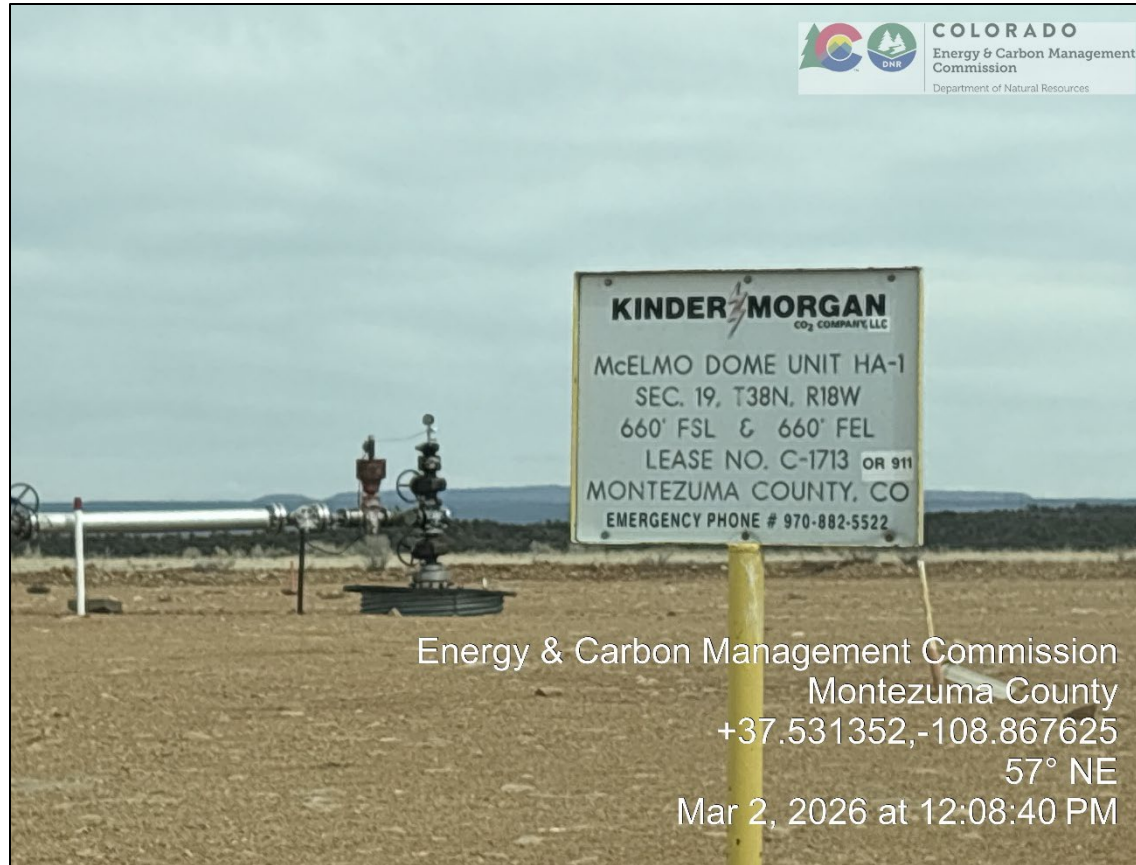 COLORADO
Energy & Carbon Management
Commission
DNR
Department of Natural Resources
KINDER MORGAN
CO₂ COMPANY, LLC
McELMO DOME UNIT HA-1
SEC. 19, T38N, R18W
660' FSL & 660' FEL
LEASE NO. C-1713 OR 911
MONTEZUMA COUNTY, CO
EMERGENCY PHONE # 970-882-5522
Energy & Carbon Management Commission
Montezuma County
+37.531352,-108.867625
57° NE
Mar 2, 2026 at 12:08:40 PM